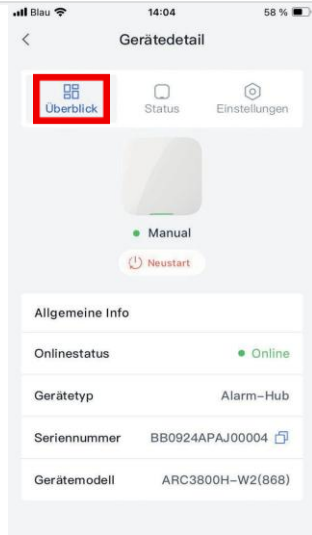 Blau 14:04 58 %
Gerätedetail
Überblick Status Einstellungen
Manual
Neustart
Allgemeine Info
Onlinestatus Online
Gerätetyp Alarm-Hub
Seriennummer BB0924APAJ00004
Gerätemodell ARC3800H-W2(868)